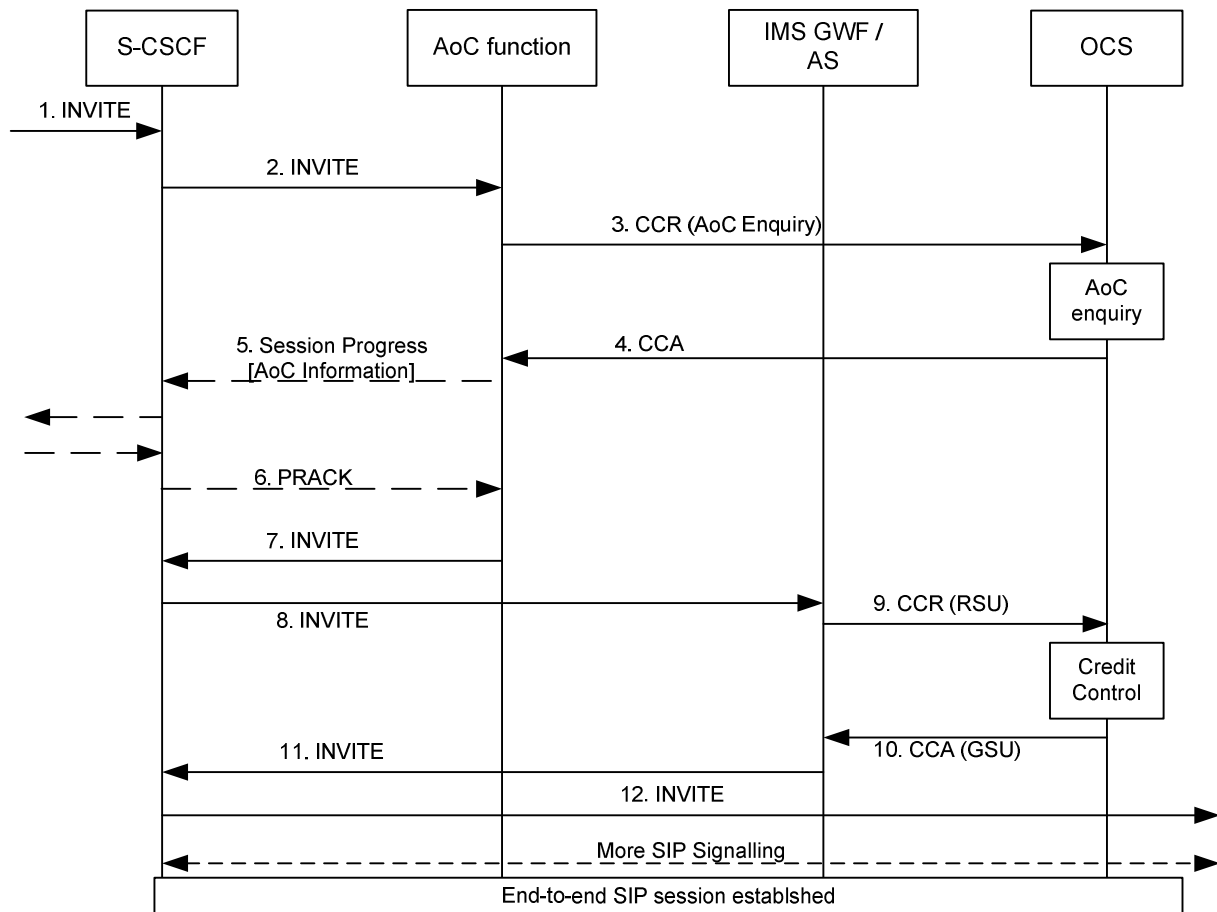 S-CSCF
AoC function
IMS GWF /
AS
OCS
1. INVITE
2. INVITE
3. CCR (AoC Enquiry)
AoC
enquiry
4. CCA
5. Session Progress
[AoC Information]
6. PRACK
7. INVITE
8. INVITE
9. CCR (RSU)
Credit
Control
10. CCA (GSU)
11. INVITE
12. INVITE
More SIP Signalling
End-to-end SIP session establshed